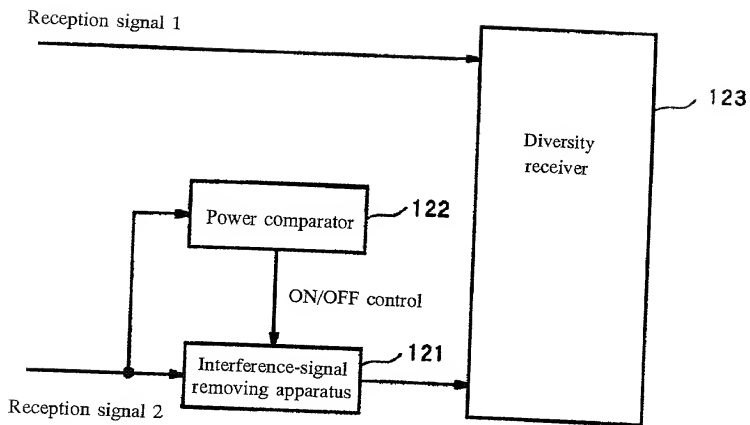 Reception signal 1
123
Diversity
receiver
Power comparator
122
ON/OFF control
Interference-signal
removing apparatus
121
Reception signal 2